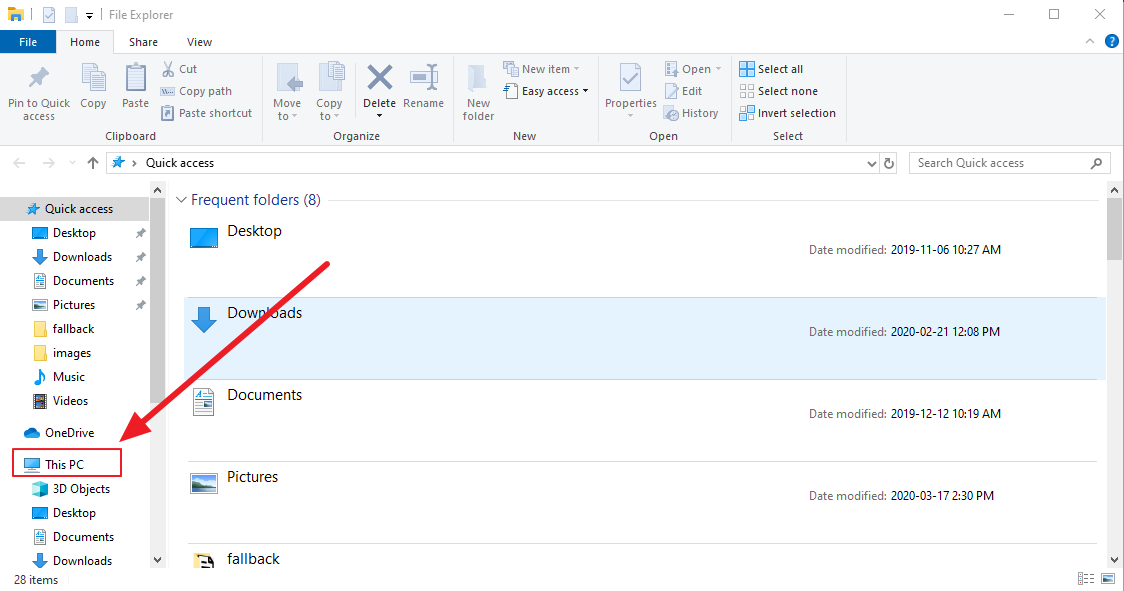 File Explorer
File Home Share View
Pin to Quick access
Copy
Paste
Cut
Copy path
Paste shortcut
Clipboard
Move to
Copy to
Delete
Rename
Organize
New folder
New item
Easy access
New
Properties
Open
Edit
History
Open
Select all
Select none
Invert selection
Select
Quick access
Search Quick access
Quick access
Desktop
Downloads
Documents
Pictures
fallback
images
Music
Videos
OneDrive
This PC
3D Objects
Desktop
Documents
Downloads
Frequent folders (8)
Desktop
Date modified: 2019-11-06 10:27 AM
Downloads
Date modified: 2020-02-21 12:08 PM
Documents
Date modified: 2019-12-12 10:19 AM
Pictures
Date modified: 2020-03-17 2:30 PM
fallback
28 items